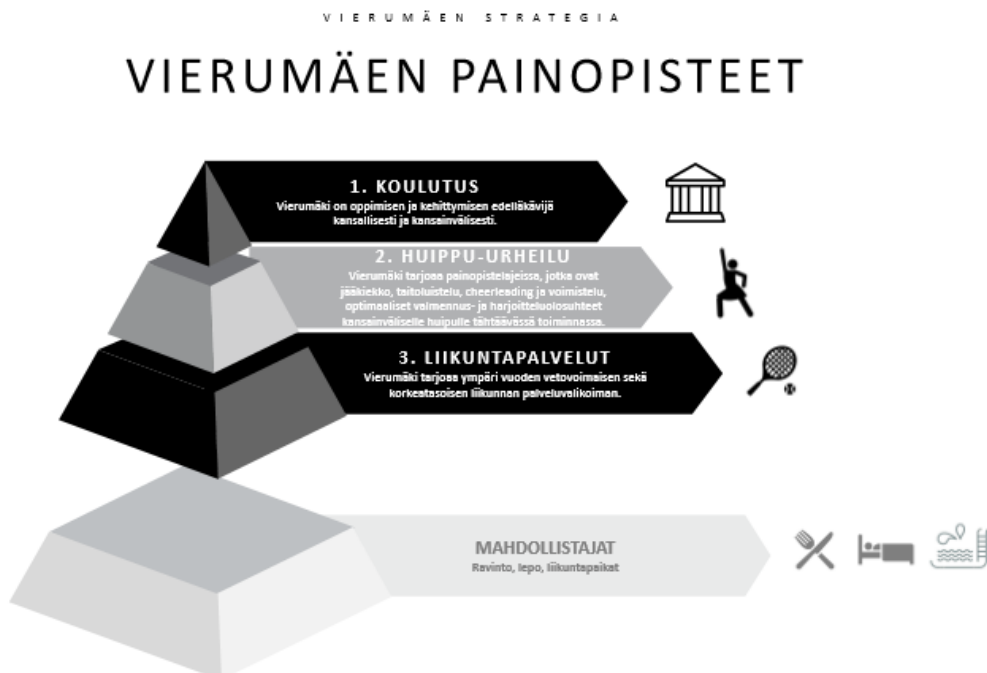 VIERUMÄEN STRATEGIA
VIERUMÄEN PAINOPISTEET
1. KOULUTUS
Vierumäki on oppimisen ja kehittymisen edelläkävijä
kansallisesti ja kansainvälisesti.
2. HUIPPU-URHEILU
Vierumäki tarjoaa painopistelajeissa, jotka ovat
jääkiekko, taitoluistelu, cheerleading ja voimistelu,
optimaaliset valmennus- ja harjoitteluolosuhteet
kansainväliselle huipulle tähtäävässä toiminnassa.
3. LIIKUNTAPALVELUT
Vierumäki tarjoaa ympäri vuoden vetovoimaisen sekä
korkeatasoisen liikunnan palveluvalikoiman.
MAHDOLLISTAJAT
Ravinto, lepo, liikuntapaikat